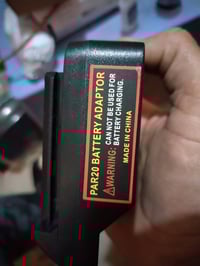 PAR20 BATTERY ADAPTOR
⚠WARNING: CAN NOT BE USED FOR
BATTERY CHARGING.
MADE IN CHINA